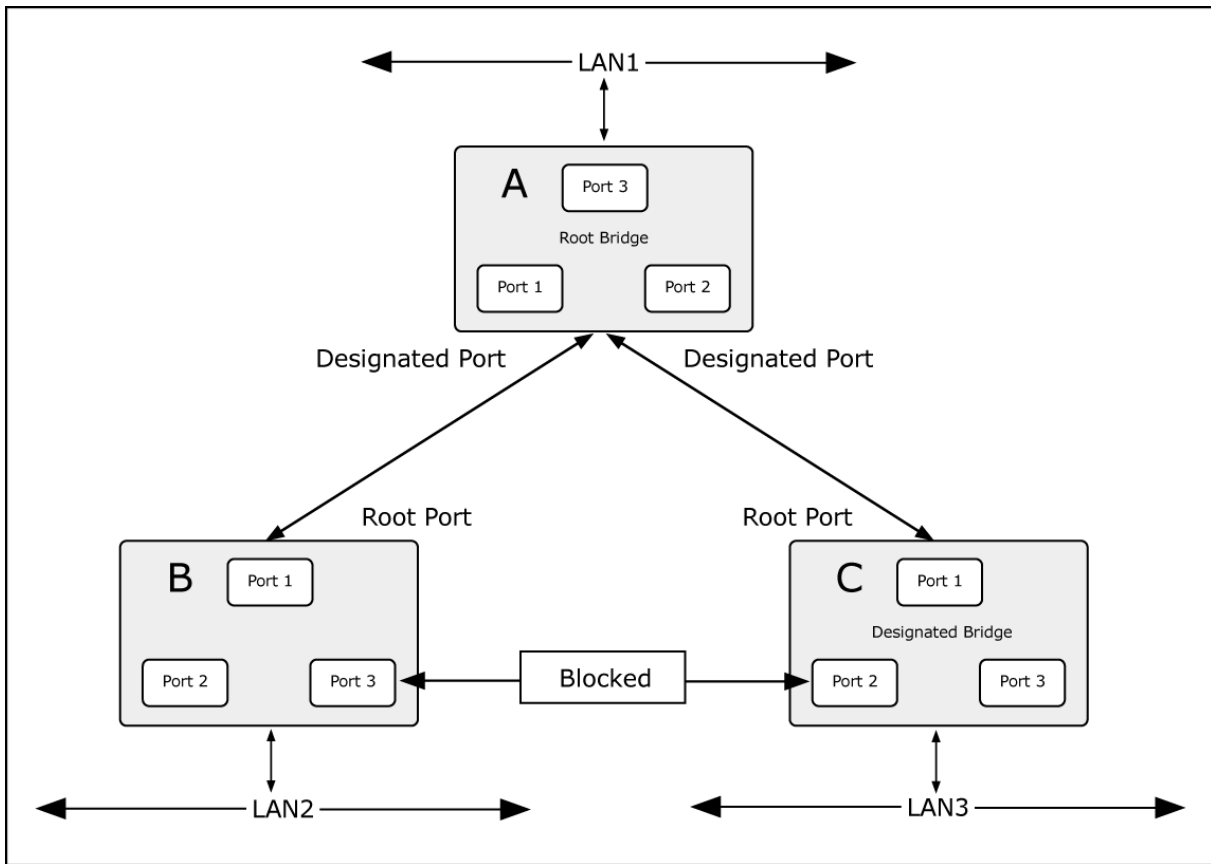 LAN1
A
Port 3
Root Bridge
Port 1
Port 2
Designated Port
Designated Port
Root Port
Root Port
B
Port 1
Port 2
Port 3
Blocked
C
Port 1
Designated Bridge
Port 2
Port 3
LAN2
LAN3